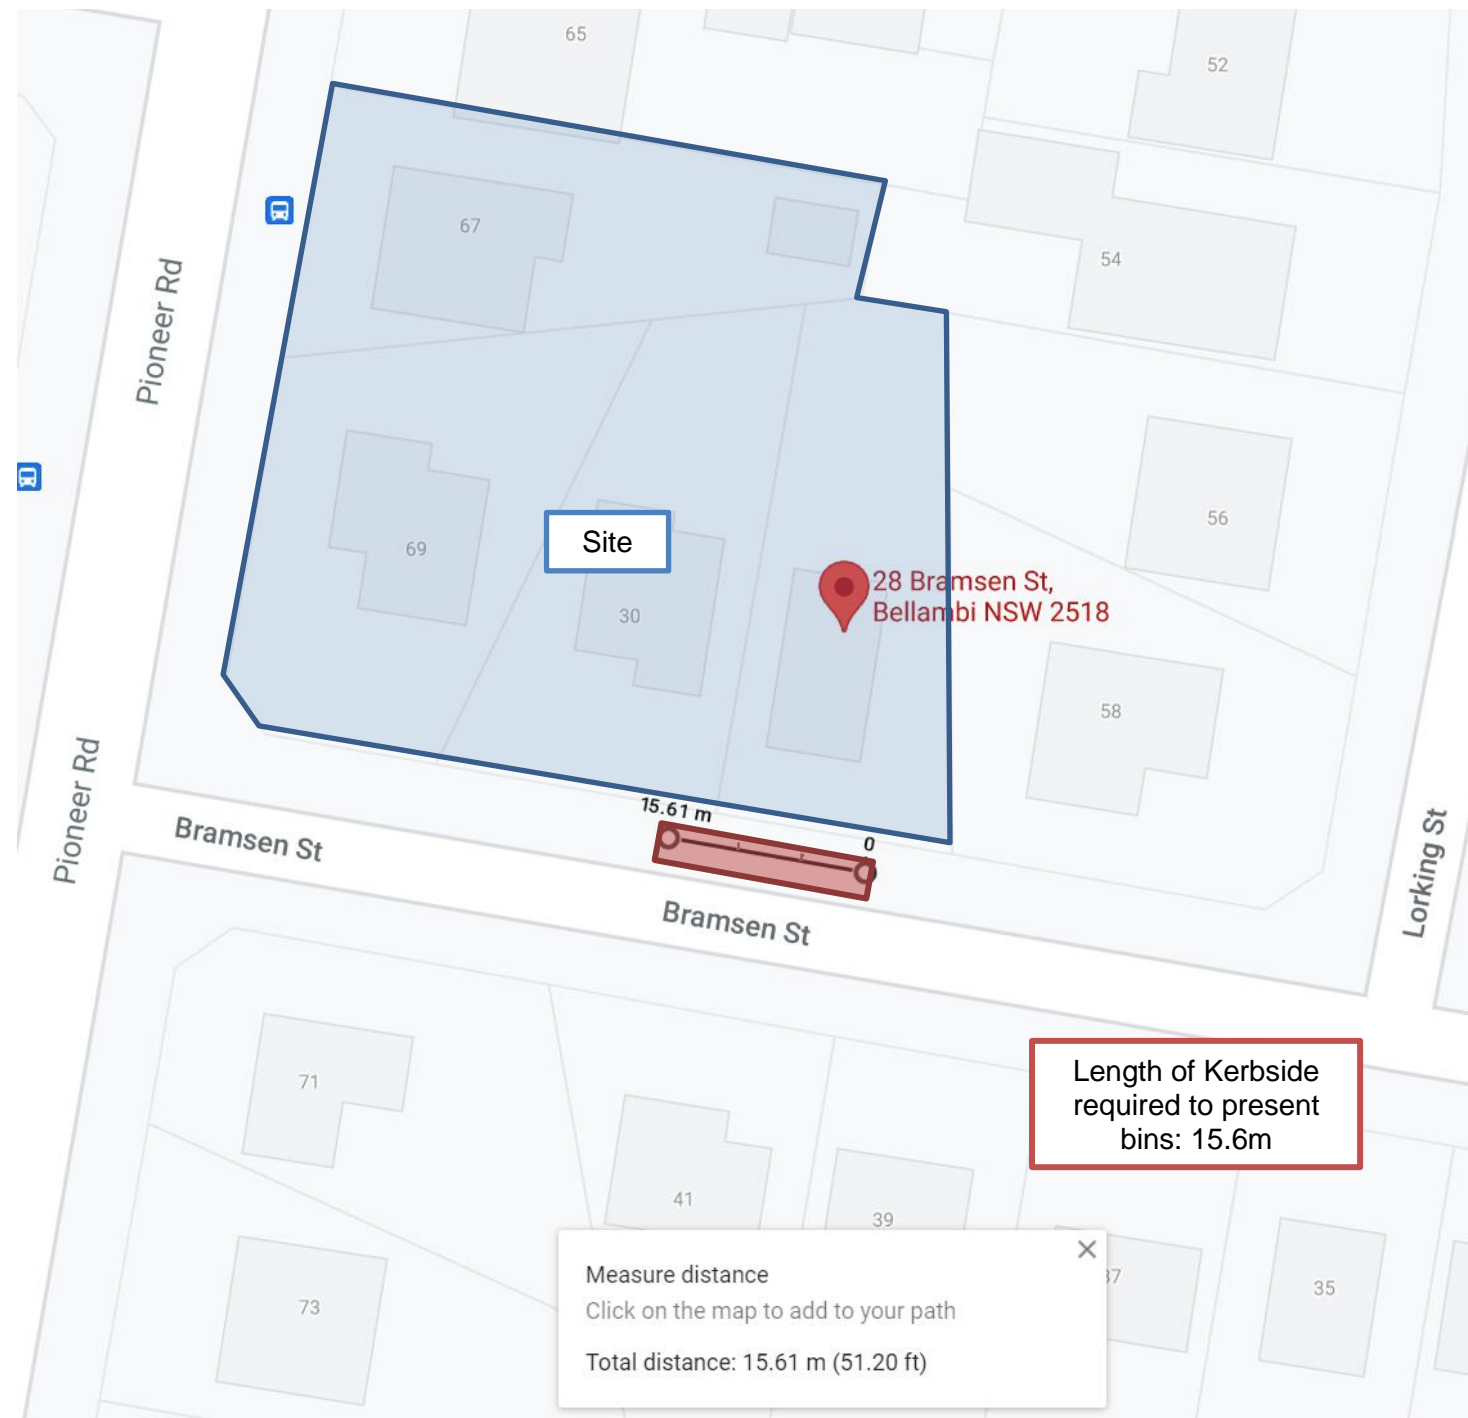 65
52
67
54
Pioneer Rd
69
Site
56
30
28 Bramsen St,
Bellambi NSW 2518
58
Pioneer Rd
15.61 m
0
Bramsen St
Bramsen St
Lorking St
71
Length of Kerbside
required to present
bins: 15.6m
41
39
37
35
73
Measure distance
Click on the map to add to your path
Total distance: 15.61 m (51.20 ft)